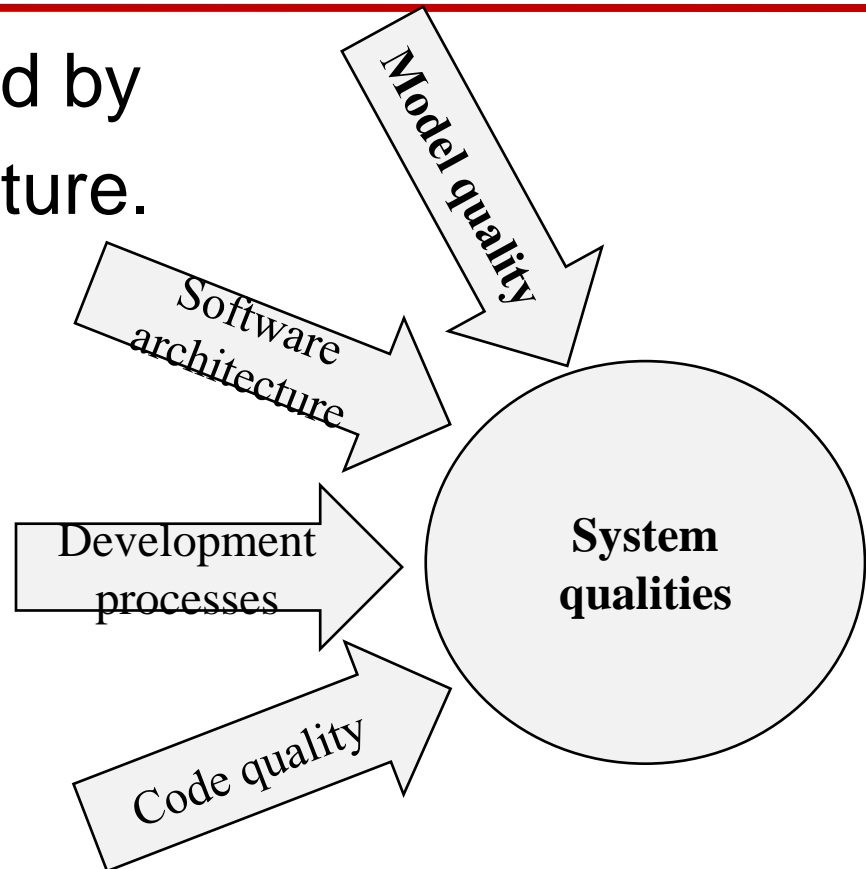 d by
ture.
Model quality
Software
architecture
Development
processes
System
qualities
Code quality